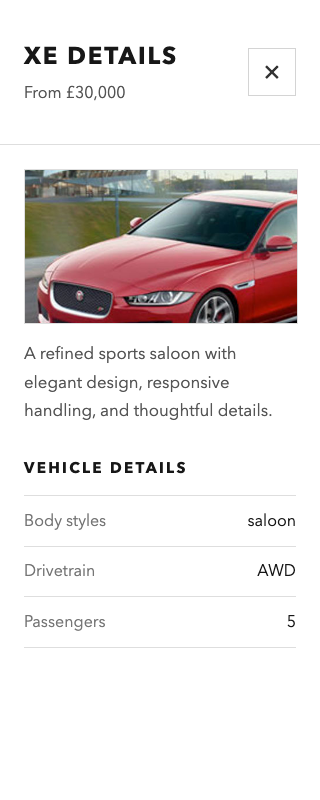 XE DETAILS
From £30,000
A refined sports saloon with
elegant design, responsive
handling, and thoughtful details.
VEHICLE DETAILS
Body styles saloon
Drivetrain AWD
Passengers 5